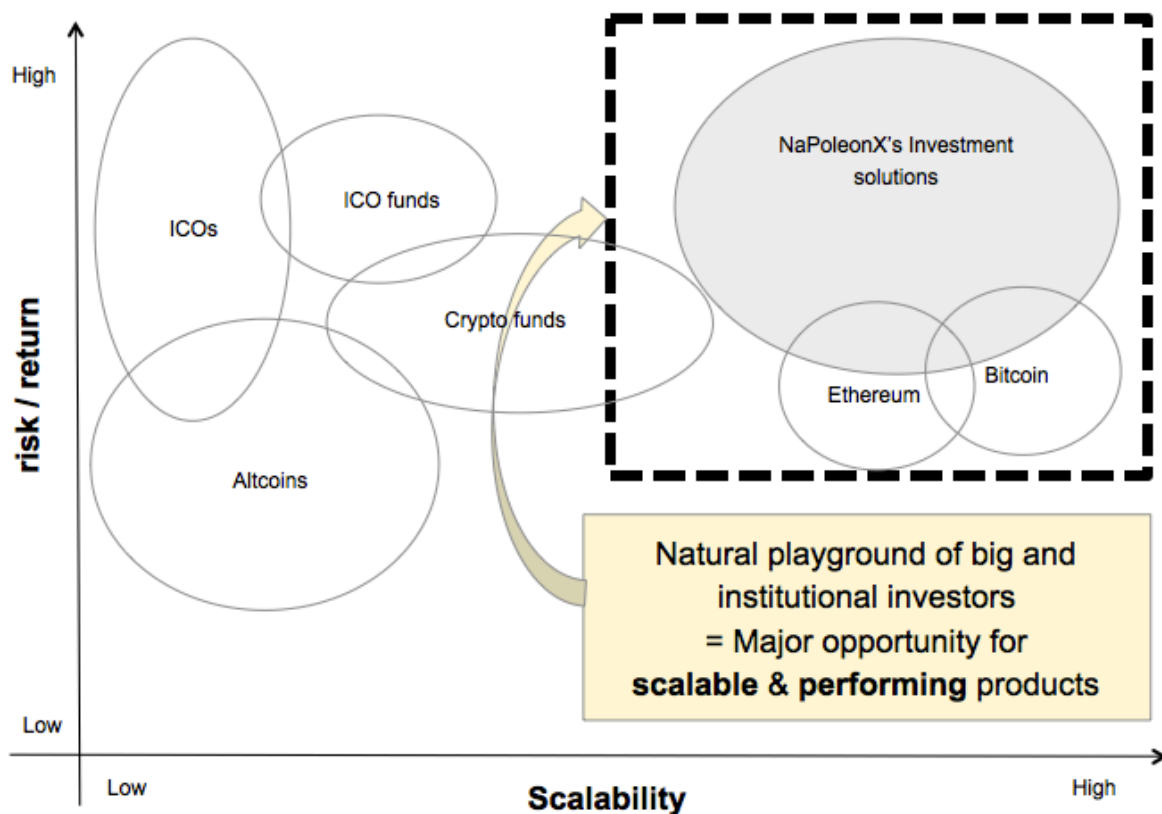 High
NaPoleonX's Investment
solutions
ICO funds
ICOs
Crypto funds
Bitcoin
Ethereum
risk / return
Altcoins
Natural playground of big and
institutional investors
= Major opportunity for
scalable & performing products
Low
Low
Scalability
High